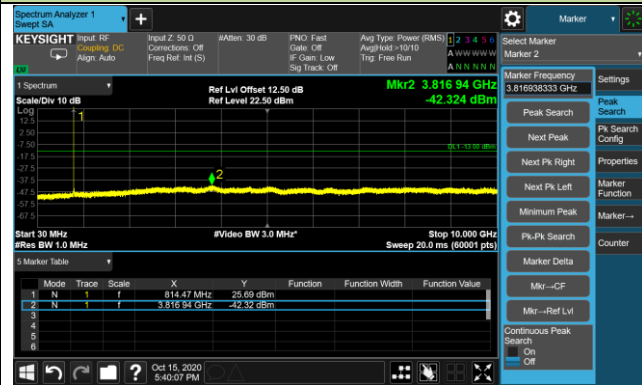 Spectrum Analyzer 1
Swept SA
+
Marker
KEYSIGHT
Input: RF
Coupling: DC
Align: Auto
Input Z: 50 Ω
Corrections: Off
Freq Ref: Int (S)
#Atten: 30 dB
PNO: Fast
Gate: Off
IF Gain: Low
Sig Track: Off
Avg Type: Power (RMS)
Avg|Hold:>10/10
Trig: Free Run
1 2 3 4 5 6
A W W W W W
A N N N N N
Select Marker
Marker 2
1 Spectrum
Scale/Div 10 dB
Log
Ref Lvl Offset 12.50 dB
Ref Level 22.50 dBm
Mkr2 3.816 94 GHz
-42.324 dBm
12.5
2.50
-7.50
-17.5
-27.5
-37.5
-47.5
-57.5
-67.5
1
2
DL1 -13.00 dBm
Start 30 MHz
#Res BW 1.0 MHz
#Video BW 3.0 MHz*
Stop 10.000 GHz
Sweep 20.0 ms (60001 pts)
5 Marker Table
Mode Trace Scale X Y Function Function Width Function Value
1 N 1 f 814.47 MHz 25.69 dBm
2 N 1 f 3.816 94 GHz -42.32 dBm
3
4
5
6
Marker Frequency
3.816938333 GHz
Peak Search
Next Peak
Next Pk Right
Next Pk Left
Minimum Peak
Pk-Pk Search
Marker Delta
Mkr→CF
Mkr→Ref Lvl
Continuous Peak Search
On
Off
Settings
Peak Search
Pk Search Config
Properties
Marker Function
Marker→
Counter
?
Oct 15, 2020
5:40:07 PM